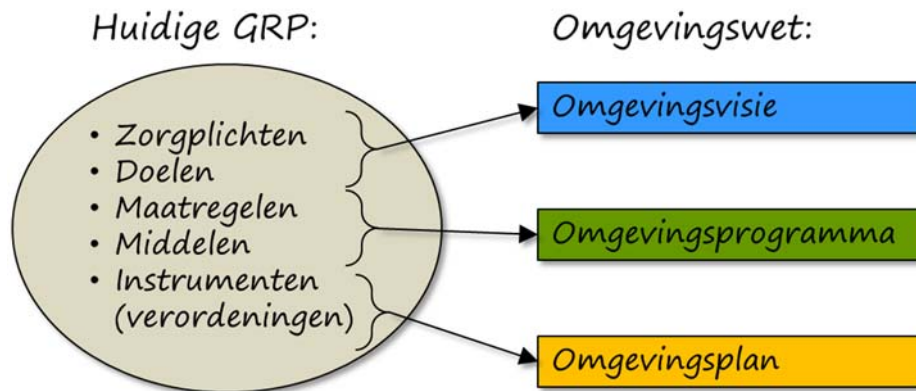 Huidige GRP:
• Zorgplichten
• Doelen
• Maatregelen
• Middelen
• Instrumenten
(verordeningen)
Omgevingswet:
Omgevingsvisie
Omgevingsprogramma
Omgevingsplan